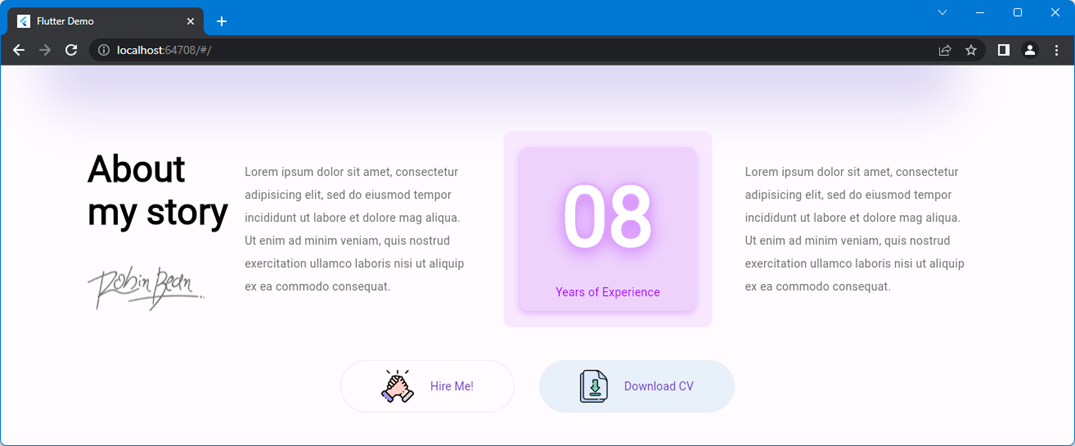 Flutter Demo
localhost:64708/#/
About
my story
Robin Bean
Lorem ipsum dolor sit amet, consectetur
adipisicing elit, sed do eiusmod tempor
incididunt ut labore et dolore mag aliqua.
Ut enim ad minim veniam, quis nostrud
exercitation ullamco laboris nisi ut aliquip
ex ea commodo consequat.
08
Years of Experience
Lorem ipsum dolor sit amet, consectetur
adipisicing elit, sed do eiusmod tempor
incididunt ut labore et dolore mag aliqua.
Ut enim ad minim veniam, quis nostrud
exercitation ullamco laboris nisi ut aliquip
ex ea commodo consequat.
Hire Me!
Download CV